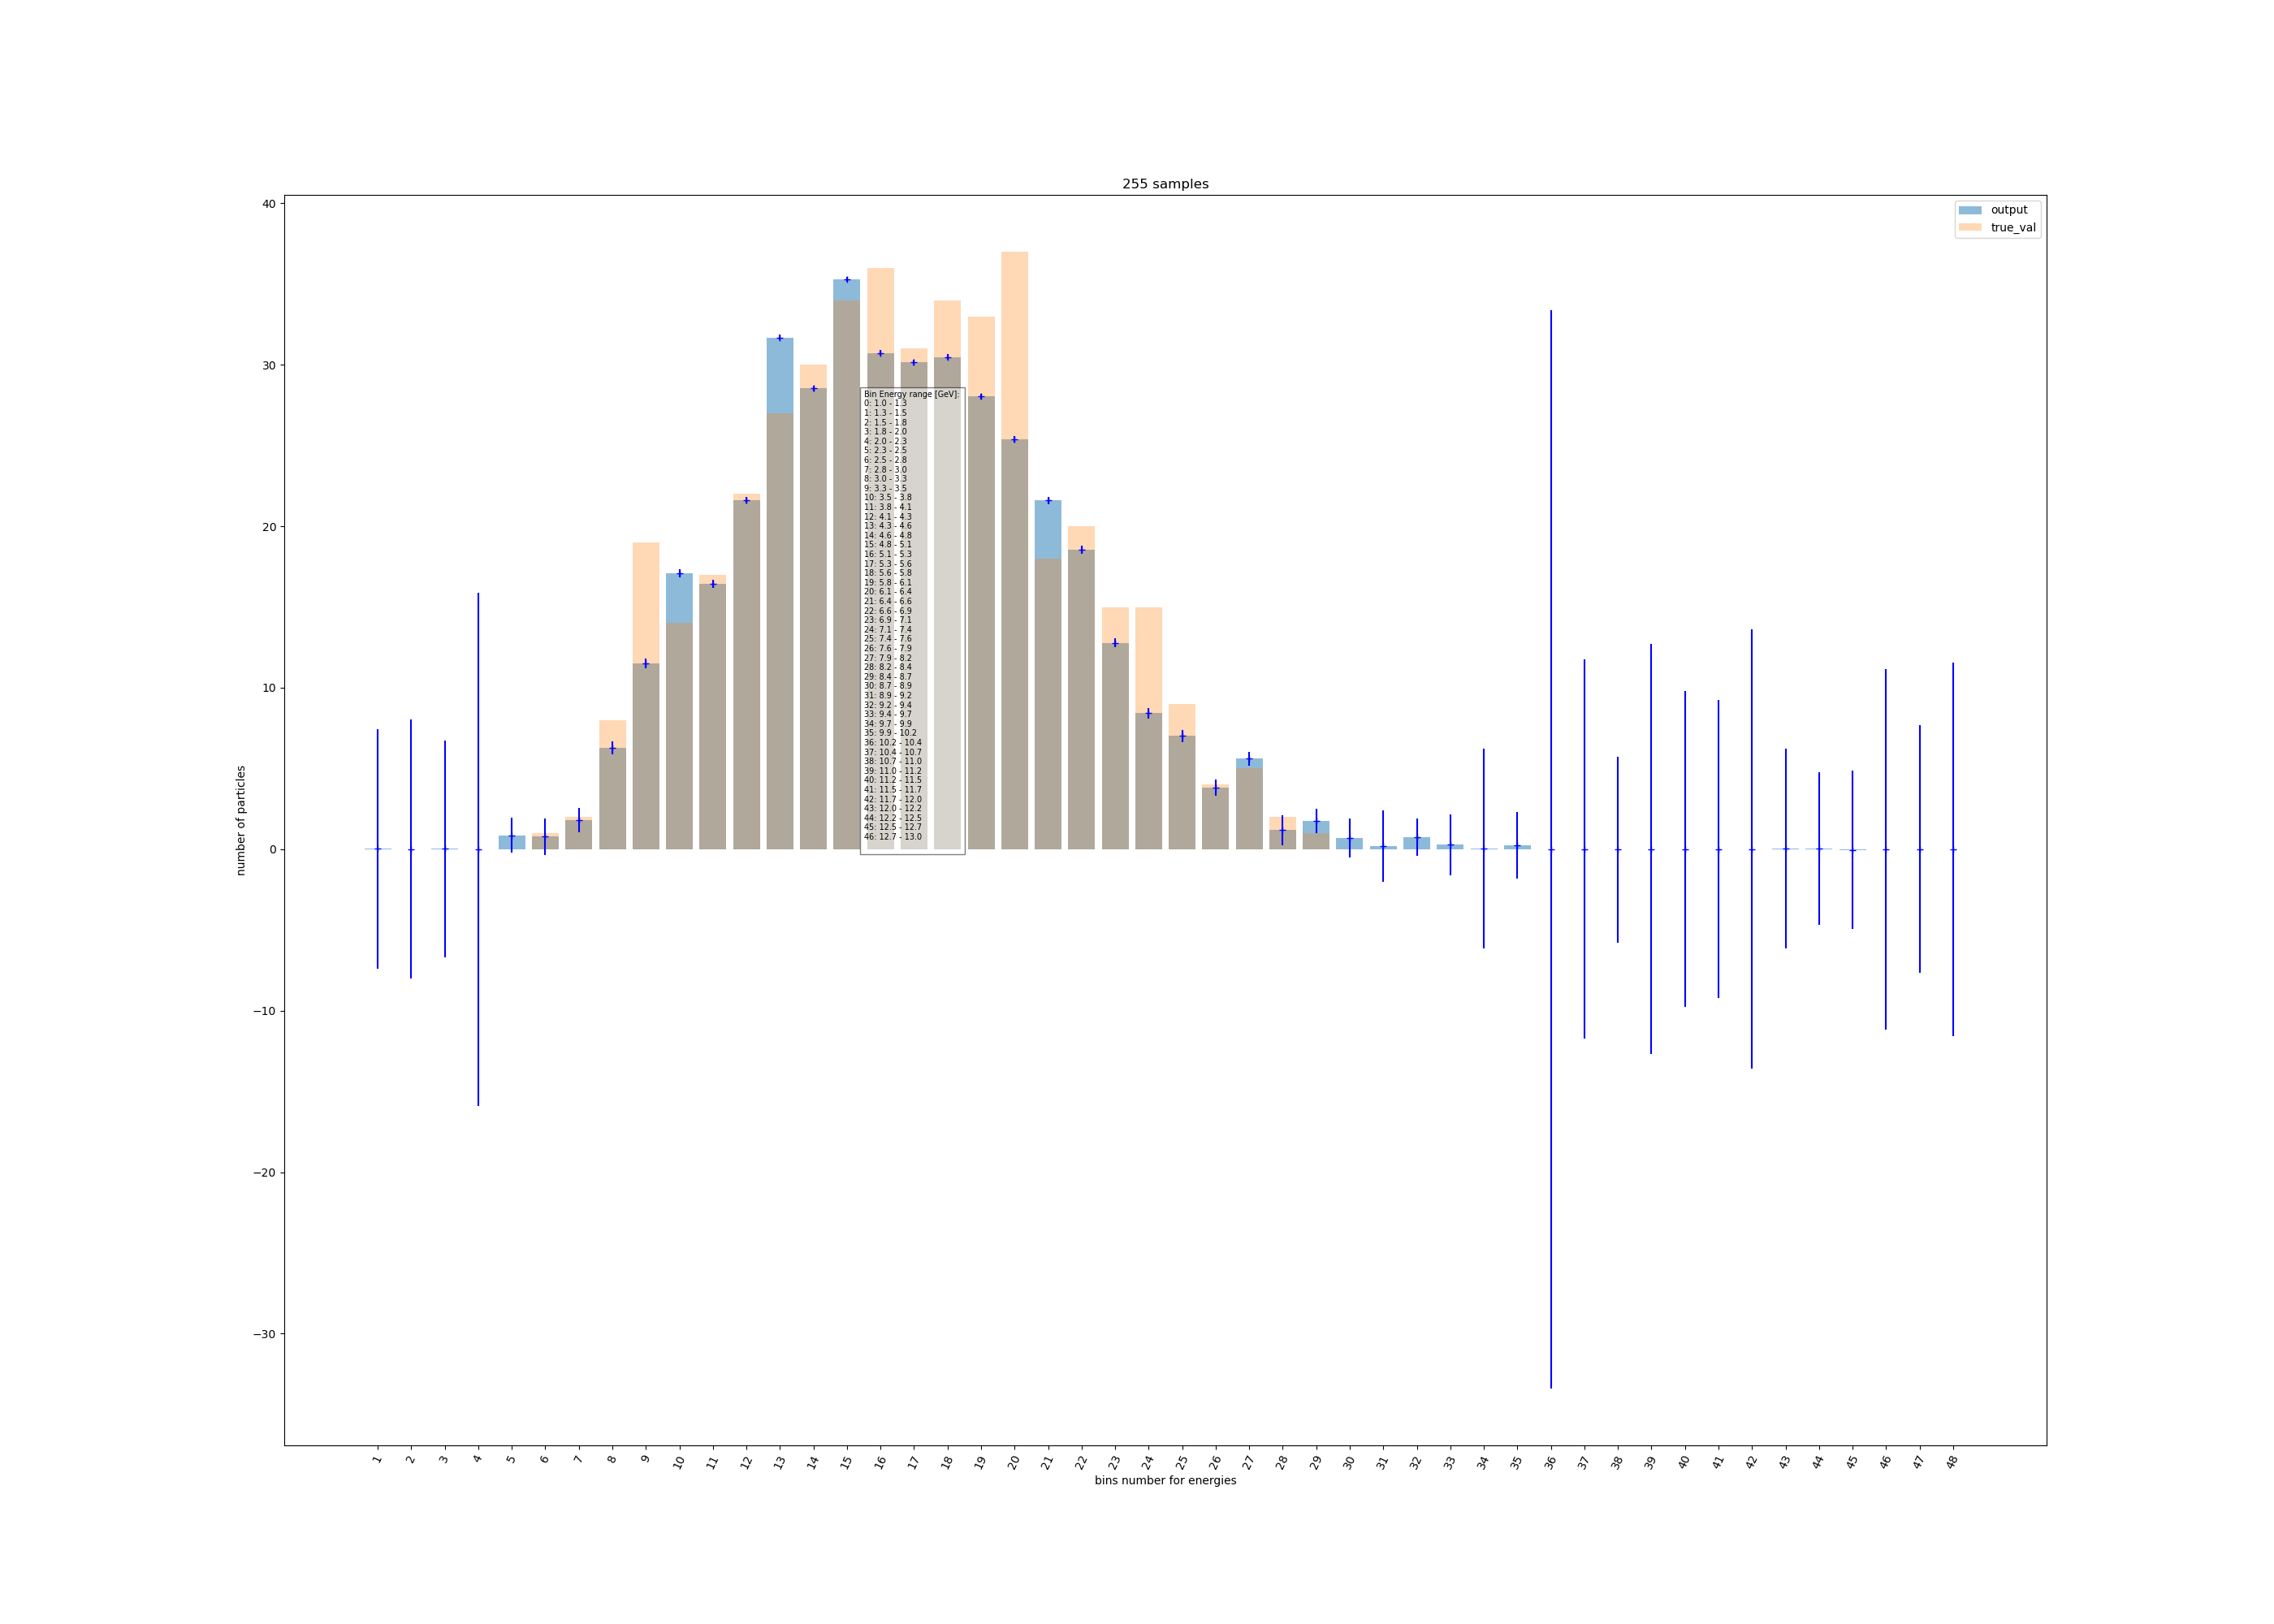 255 samples
output
true_val
40
30
20
10
0
−10
−20
−30
number of particles
Bin Energy range [GeV]:
0: 1.0 - 1.3
1: 1.3 - 1.5
2: 1.5 - 1.8
3: 1.8 - 2.0
4: 2.0 - 2.3
5: 2.3 - 2.5
6: 2.5 - 2.8
7: 2.8 - 3.0
8: 3.0 - 3.3
9: 3.3 - 3.5
10: 3.5 - 3.8
11: 3.8 - 4.1
12: 4.1 - 4.3
13: 4.3 - 4.6
14: 4.6 - 4.8
15: 4.8 - 5.1
16: 5.1 - 5.3
17: 5.3 - 5.6
18: 5.6 - 5.8
19: 5.8 - 6.1
20: 6.1 - 6.4
21: 6.4 - 6.6
22: 6.6 - 6.9
23: 6.9 - 7.1
24: 7.1 - 7.4
25: 7.4 - 7.6
26: 7.6 - 7.9
27: 7.9 - 8.2
28: 8.2 - 8.4
29: 8.4 - 8.7
30: 8.7 - 8.9
31: 8.9 - 9.2
32: 9.2 - 9.4
33: 9.4 - 9.7
34: 9.7 - 9.9
35: 9.9 - 10.2
36: 10.2 - 10.4
37: 10.4 - 10.7
38: 10.7 - 11.0
39: 11.0 - 11.2
40: 11.2 - 11.5
41: 11.5 - 11.7
42: 11.7 - 12.0
43: 12.0 - 12.2
44: 12.2 - 12.5
45: 12.5 - 12.7
46: 12.7 - 13.0
1 2 3 4 5 6 7 8 9 10 11 12 13 14 15 16 17 18 19 20 21 22 23 24 25 26 27 28 29 30 31 32 33 34 35 36 37 38 39 40 41 42 43 44 45 46 47 48
bins number for energies